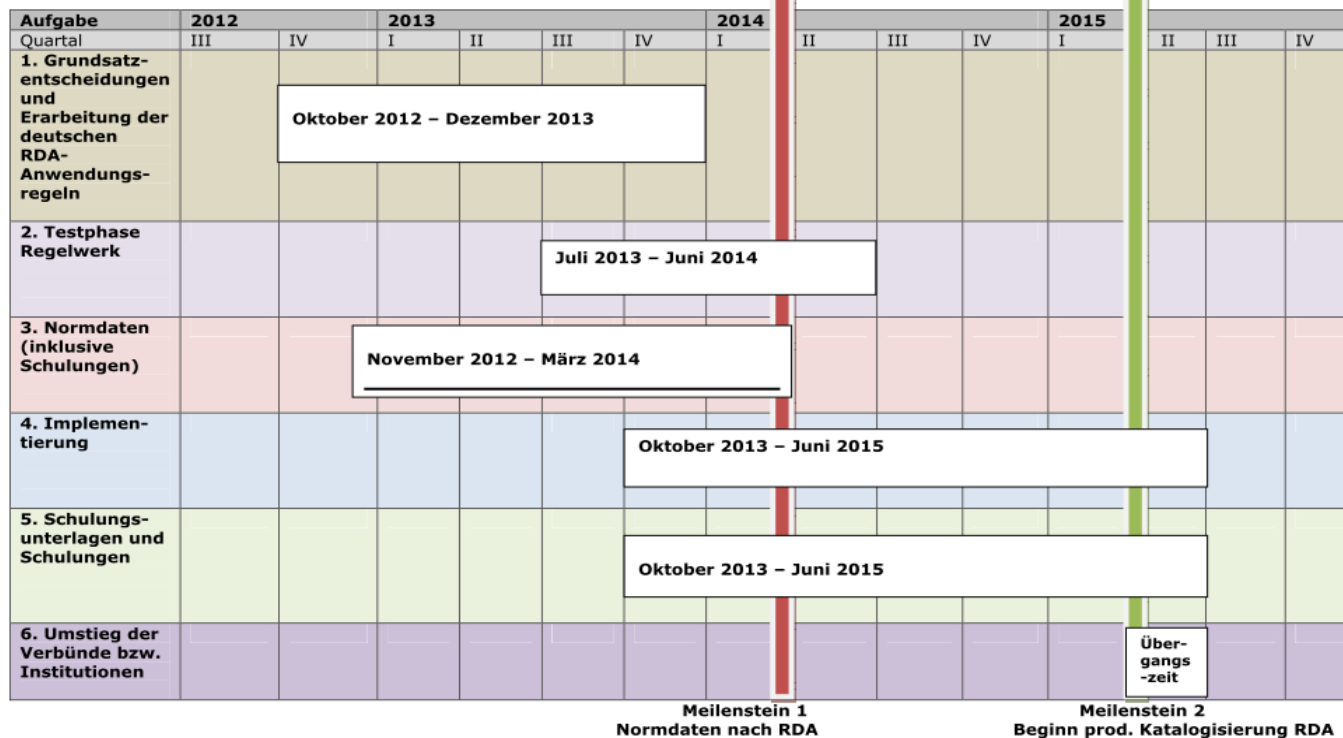 Aufgabe 2012 2013 2014 2015
Quartal III IV I II III IV I II III IV I II III IV
1. Grundsatz-
entscheidungen
und
Erarbeitung der
deutschen
RDA-
Anwendungs-
regeln
Oktober 2012 – Dezember 2013
2. Testphase
Regelwerk
Juli 2013 – Juni 2014
3. Normdaten
(inklusive
Schulungen)
November 2012 – März 2014
4. Implemen-
tierung
Oktober 2013 – Juni 2015
5. Schulungs-
unterlagen und
Schulungen
Oktober 2013 – Juni 2015
6. Umstieg der
Verbünde bzw.
Institutionen
Über-
gangs
-zeit
Meilenstein 1
Normdaten nach RDA
Meilenstein 2
Beginn prod. Katalogisierung RDA